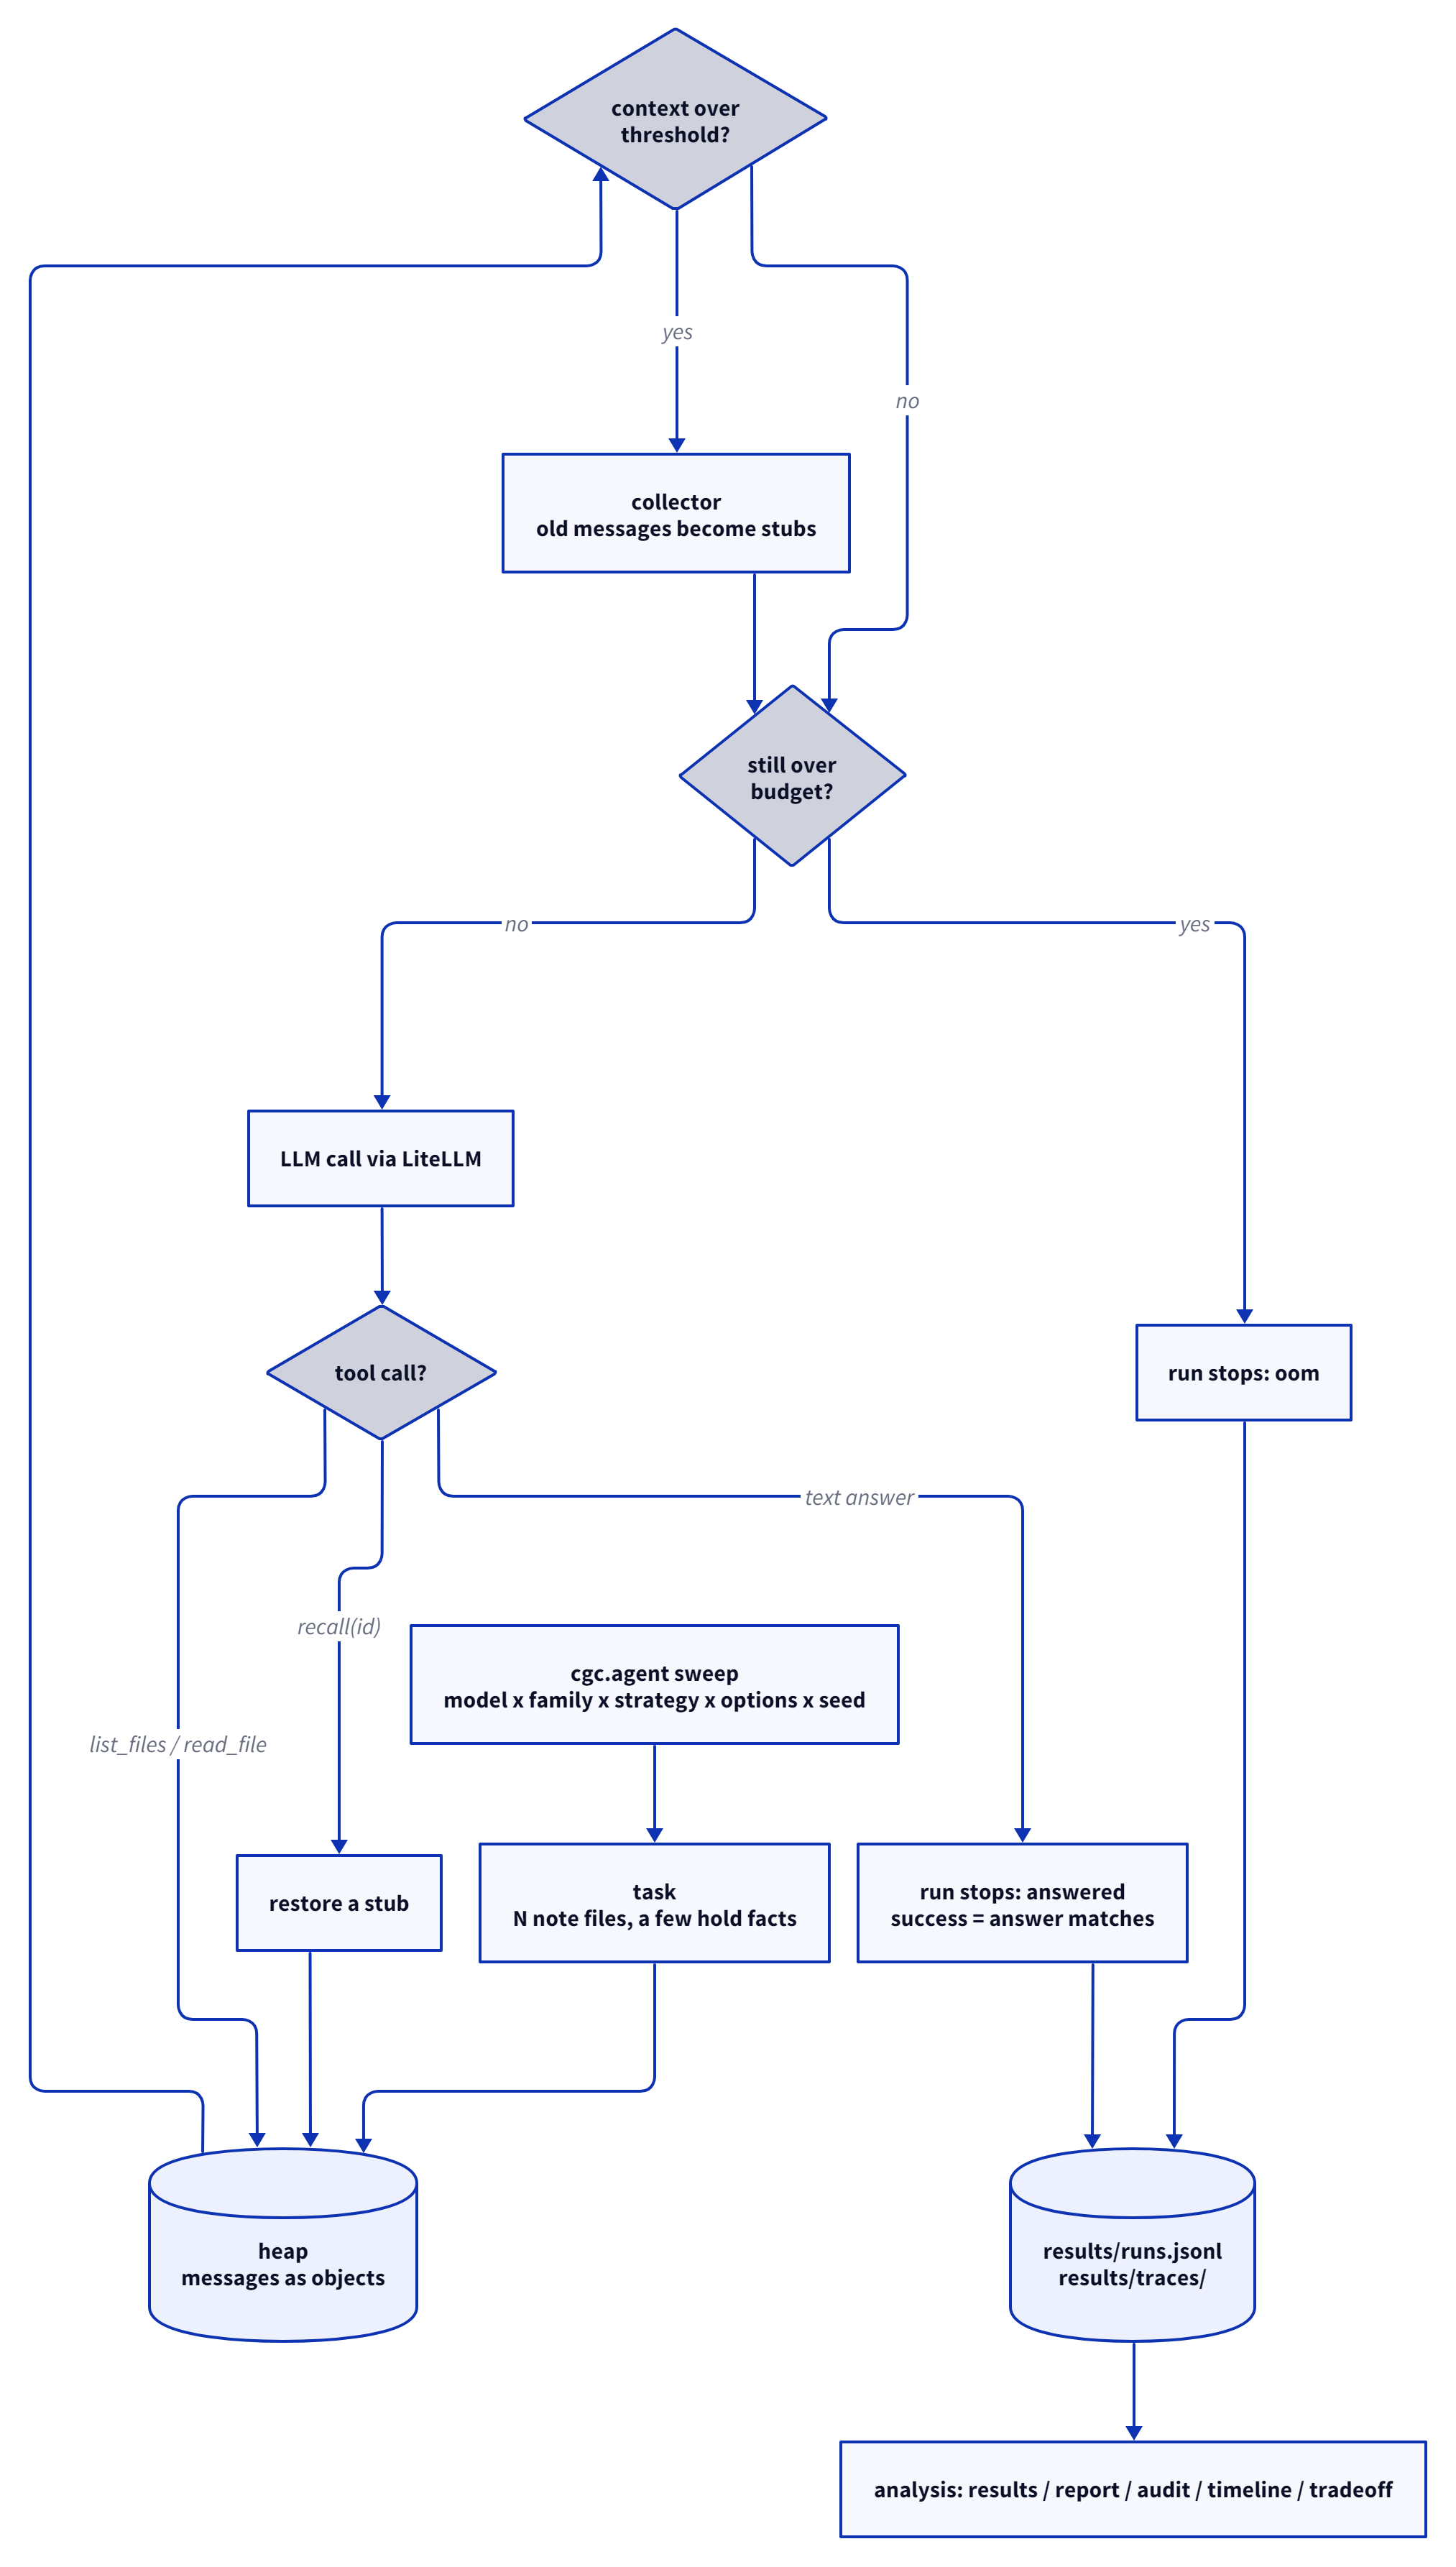 context over
threshold?
yes
no
collector
old messages become stubs
still over
budget?
no
yes
LLM call via LiteLLM
tool call?
run stops: oom
text answer
recall(id)
cgc.agent sweep
model x family x strategy x options x seed
list_files / read_file
restore a stub
task
N note files, a few hold facts
run stops: answered
success = answer matches
heap
messages as objects
results/runs.jsonl
results/traces/
analysis: results / report / audit / timeline / tradeoff